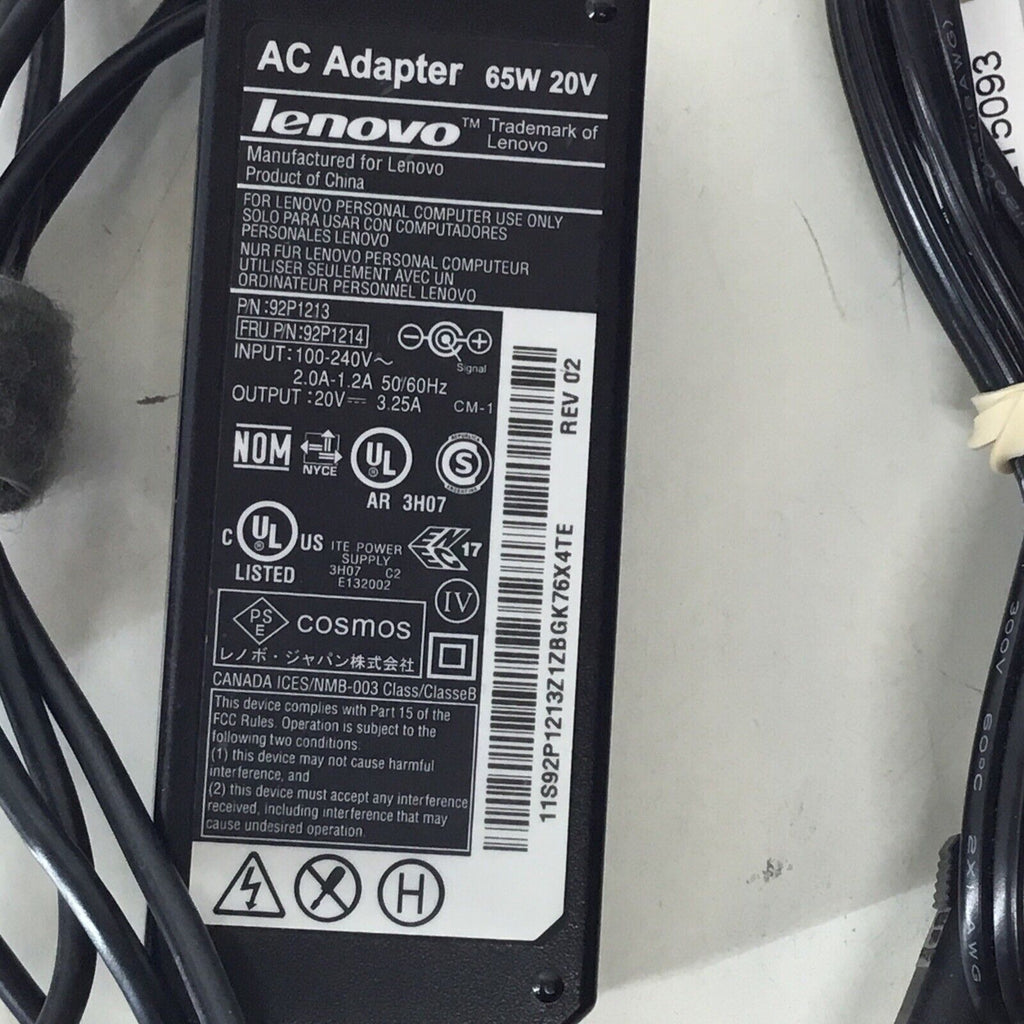 AC Adapter 65W 20V
lenovo™ Trademark of Lenovo
Manufactured for Lenovo
Product of China
FOR LENOVO PERSONAL COMPUTER USE ONLY
SOLO PARA USAR CON COMPUTADORES
PERSONALES LENOVO
NUR FÜR LENOVO PERSONAL COMPUTEUR
UTILISER SEULEMENT AVEC UN
ORDINATEUR PERSONNEL LENOVO
P/N:92P1213
FRU P/N:92P1214
Signal
INPUT:100-240V~
2.0A-1.2A 50/60Hz
OUTPUT:20V⎓ 3.25A CM-1
NOM
NYCE
UL
S
AR 3H07
C UL US
LISTED
ITE POWER
SUPPLY
3H07 C2
E132002
17
IV
PS
E
cosmos
レノボ・ジャパン株式会社
CANADA ICES/NMB-003 Class/ClasseB
This device complies with Part 15 of the
FCC Rules. Operation is subject to the
following two conditions.
(1) this device may not cause harmful
interference, and
(2) this device must accept any interference
received, including interference that may
cause undesired operation.
H
REV 02
11S92P1213Z1ZBGK76X4TE
5093
300V 60°C 2X1
AWG